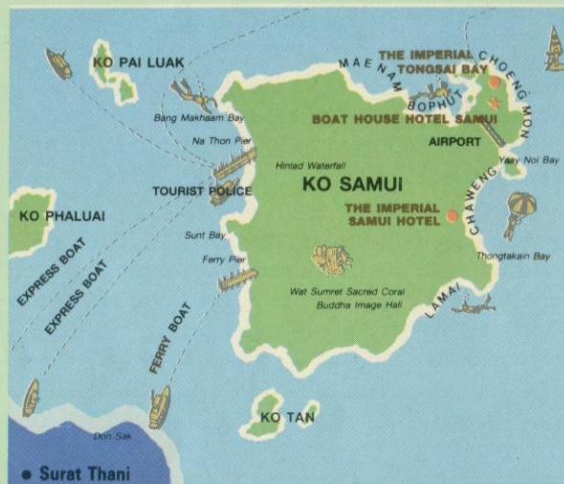 KO PAI LUAK
MAE NAM
BOPHUT
CHOENG MON
THE IMPERIAL
TONGSAI BAY
BOAT HOUSE HOTEL SAMUI
Bang Makhaam Bay
Na Thon Pier
AIRPORT
Yaay Noi Bay
Hinlad Waterfall
TOURIST POLICE
KO SAMUI
CHAWENG
KO PHALUAI
THE IMPERIAL
SAMUI HOTEL
Sunt Bay
Thongtakain Bay
Ferry Pier
EXPRESS BOAT
EXPRESS BOAT
FERRY BOAT
Wat Sumret Sacred Coral
Buddha Image Hall
LAMAI
KO TAN
Don Sak
Surat Thani